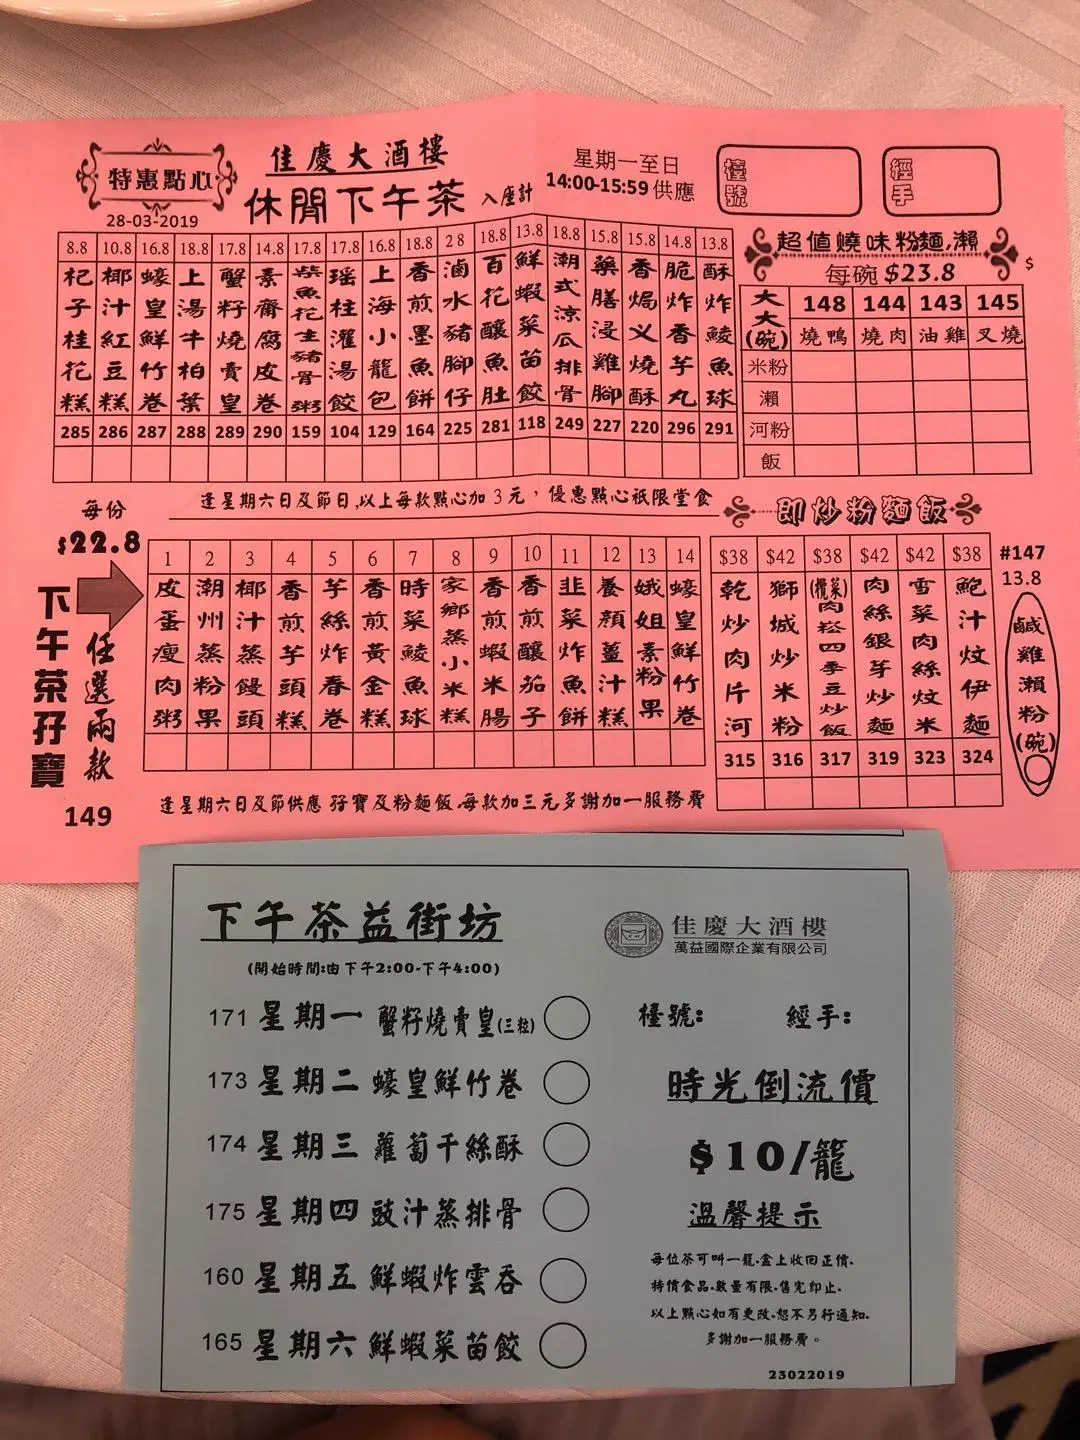 特惠點心
28-03-2019
佳慶大酒樓
休閒下午茶 入座計
星期一至日
14:00-15:59 供應
檯號
經手
8.8 杞子桂花糕 285
10.8 椰汁紅豆糕 286
16.8 蠔皇鮮竹卷 287
18.8 上湯牛柏葉 288
17.8 蟹籽燒賣皇 289
14.8 素齋腐皮卷 290
17.8 柴魚花生豬骨粥 159
17.8 瑶柱灌湯餃 104
16.8 上海小籠包 129
18.8 香煎墨魚餅 164
28 滷水豬腳仔 225
18.8 百花釀魚肚 281
13.8 鮮蝦菜苗餃 118
18.8 潮式涼瓜排骨 249
15.8 藥膳浸雞腳 227
15.8 香焗义燒酥 220
14.8 脆炸香芋丸 296
13.8 酥炸鯪魚球 291
超值燒味粉麵,瀨
每碗 $23.8
$
大大(碗) 148 燒鴨 144 燒肉 143 油雞 145 叉燒
米粉
瀨
河粉
飯
逢星期六日及節日,以上每款點心加 3 元，優惠點心祇限堂食
每份
$22.8
下午茶孖寶
任選兩款
149
1 皮蛋瘦肉粥
2 潮州蒸粉果
3 椰汁蒸饅頭
4 香煎芋頭糕
5 芋絲炸春卷
6 香煎黃金糕
7 時菜鯪魚球
8 家鄉蒸小米糕
9 香煎蝦米腸
10 香煎釀茄子
11 韭菜炸魚餅
12 養顏薑汁糕
13 娥姐素粉果
14 蠔皇鮮竹卷
即炒粉麵飯
$38 乾炒肉片河 315
$42 獅城炒米粉 316
$38 (欖菜)肉崧四季豆炒飯 317
$42 肉絲銀芽炒麵 319
$42 雪菜肉絲炆米 323
$38 鮑汁炆伊麵 324
#147
13.8
鹹雞瀨粉(碗)
逢星期六日及節供應 孖寶及粉麵飯.每款加三元多謝加一服務費
下午茶益街坊
(開始時間:由下午2:00-下午4:00)
佳慶大酒樓
萬益國際企業有限公司
171 星期一 蟹籽燒賣皇(三粒)
173 星期二 蠔皇鮮竹卷
174 星期三 蘿蔔千絲酥
175 星期四 豉汁蒸排骨
160 星期五 鮮蝦炸雲吞
165 星期六 鮮蝦菜苗餃
檯號: 經手:
時光倒流價
$10/籠
溫馨提示
每位茶可叫一籠.盒上收回正價.
特價食品.數量有限.售完即止.
以上點心如有更改.恕不另行通知.
多謝加一服務費。
23022019